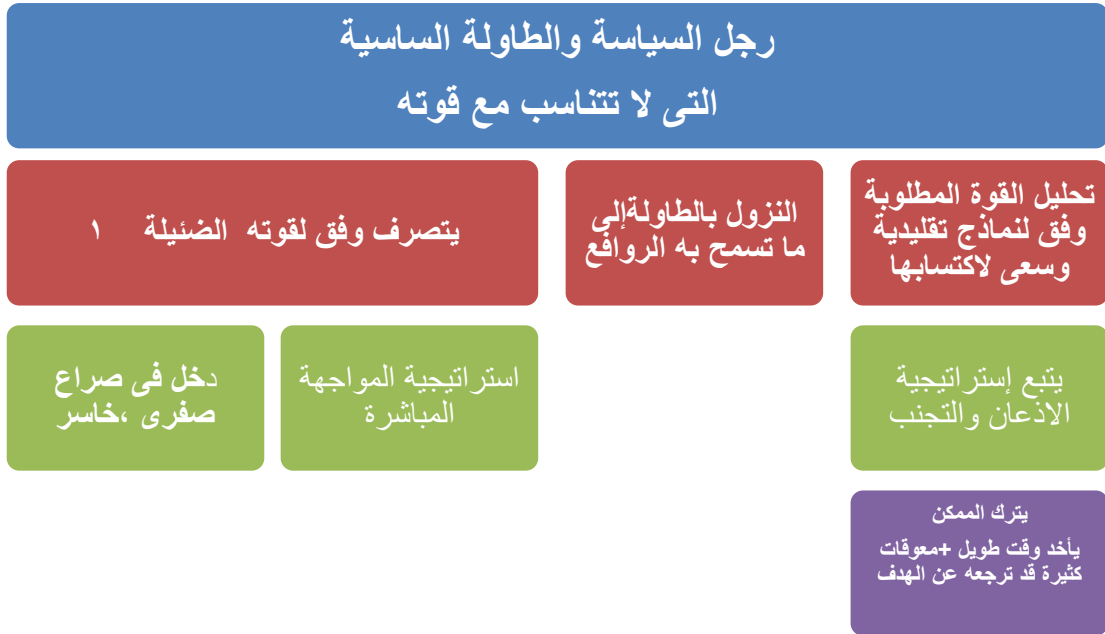 رجل السياسة والطاولة الساسية
التى لا تتناسب مع قوته
تحليل القوة المطلوبة
وفق لنماذج تقليدية
وسعى لاكتسابها
النزول بالطاولةإلى
ما تسمح به الروافع
يتصرف وفق لقوته الضئيلة ١
يتبع إستراتيجية
الاذعان والتجنب
استراتيجية المواجهة
المباشرة
دخل فى صراع
صفرى ،خاسر
يترك الممكن
يأخد وقت طويل +معوقات
كثيرة قد ترجعه عن الهدف